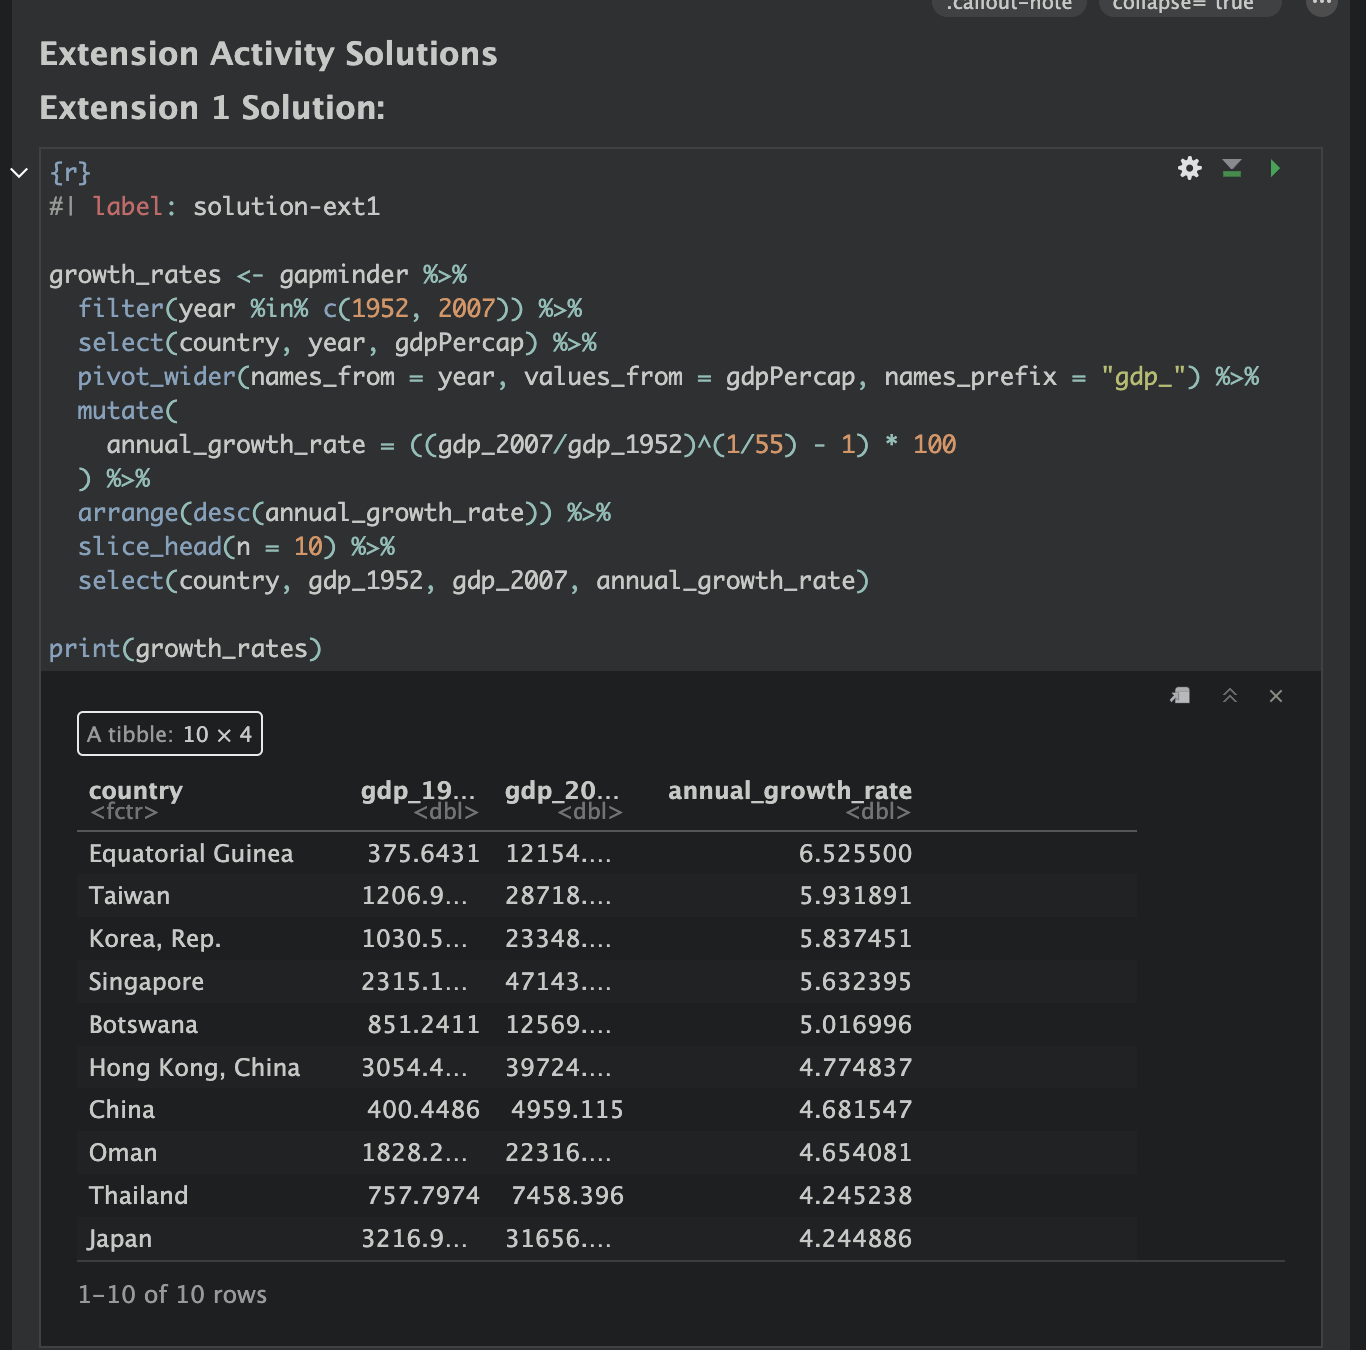 .callout-note collapse="true"
Extension Activity Solutions
Extension 1 Solution:
{r}
#| label: solution-ext1
growth_rates <- gapminder %>%
  filter(year %in% c(1952, 2007)) %>%
  select(country, year, gdpPercap) %>%
  pivot_wider(names_from = year, values_from = gdpPercap, names_prefix = "gdp_") %>%
  mutate(
    annual_growth_rate = ((gdp_2007/gdp_1952)^(1/55) - 1) * 100
  ) %>%
  arrange(desc(annual_growth_rate)) %>%
  slice_head(n = 10) %>%
  select(country, gdp_1952, gdp_2007, annual_growth_rate)
print(growth_rates)
A tibble: 10 × 4
country gdp_19... gdp_20... annual_growth_rate
<fctr> <dbl> <dbl> <dbl>
Equatorial Guinea 375.6431 12154.... 6.525500
Taiwan 1206.9... 28718.... 5.931891
Korea, Rep. 1030.5... 23348.... 5.837451
Singapore 2315.1... 47143.... 5.632395
Botswana 851.2411 12569.... 5.016996
Hong Kong, China 3054.4... 39724.... 4.774837
China 400.4486 4959.115 4.681547
Oman 1828.2... 22316.... 4.654081
Thailand 757.7974 7458.396 4.245238
Japan 3216.9... 31656.... 4.244886
1-10 of 10 rows